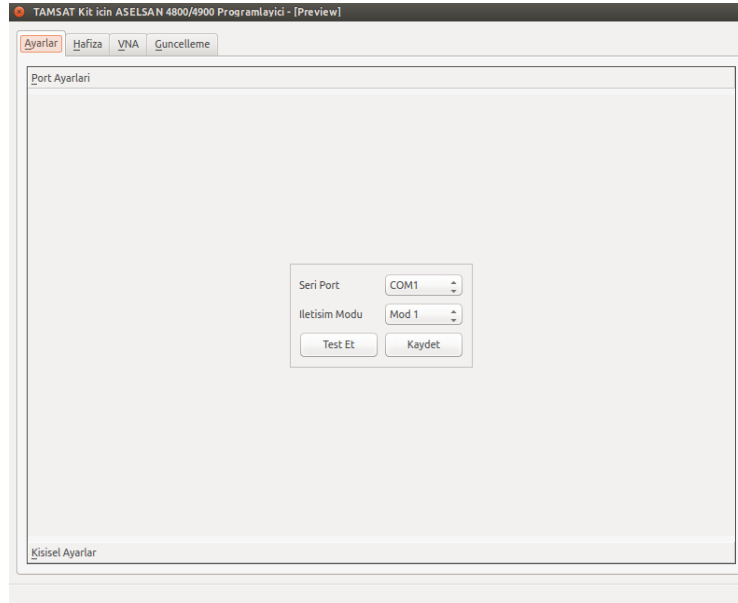 TAMSAT Kit icin ASELSAN 4800/4900 Programlayici - [Preview]
Ayarlar Hafiza VNA Guncelleme
Port Ayarlari
Seri Port COM1
Iletisim Modu Mod 1
Test Et Kaydet
Kisisel Ayarlar